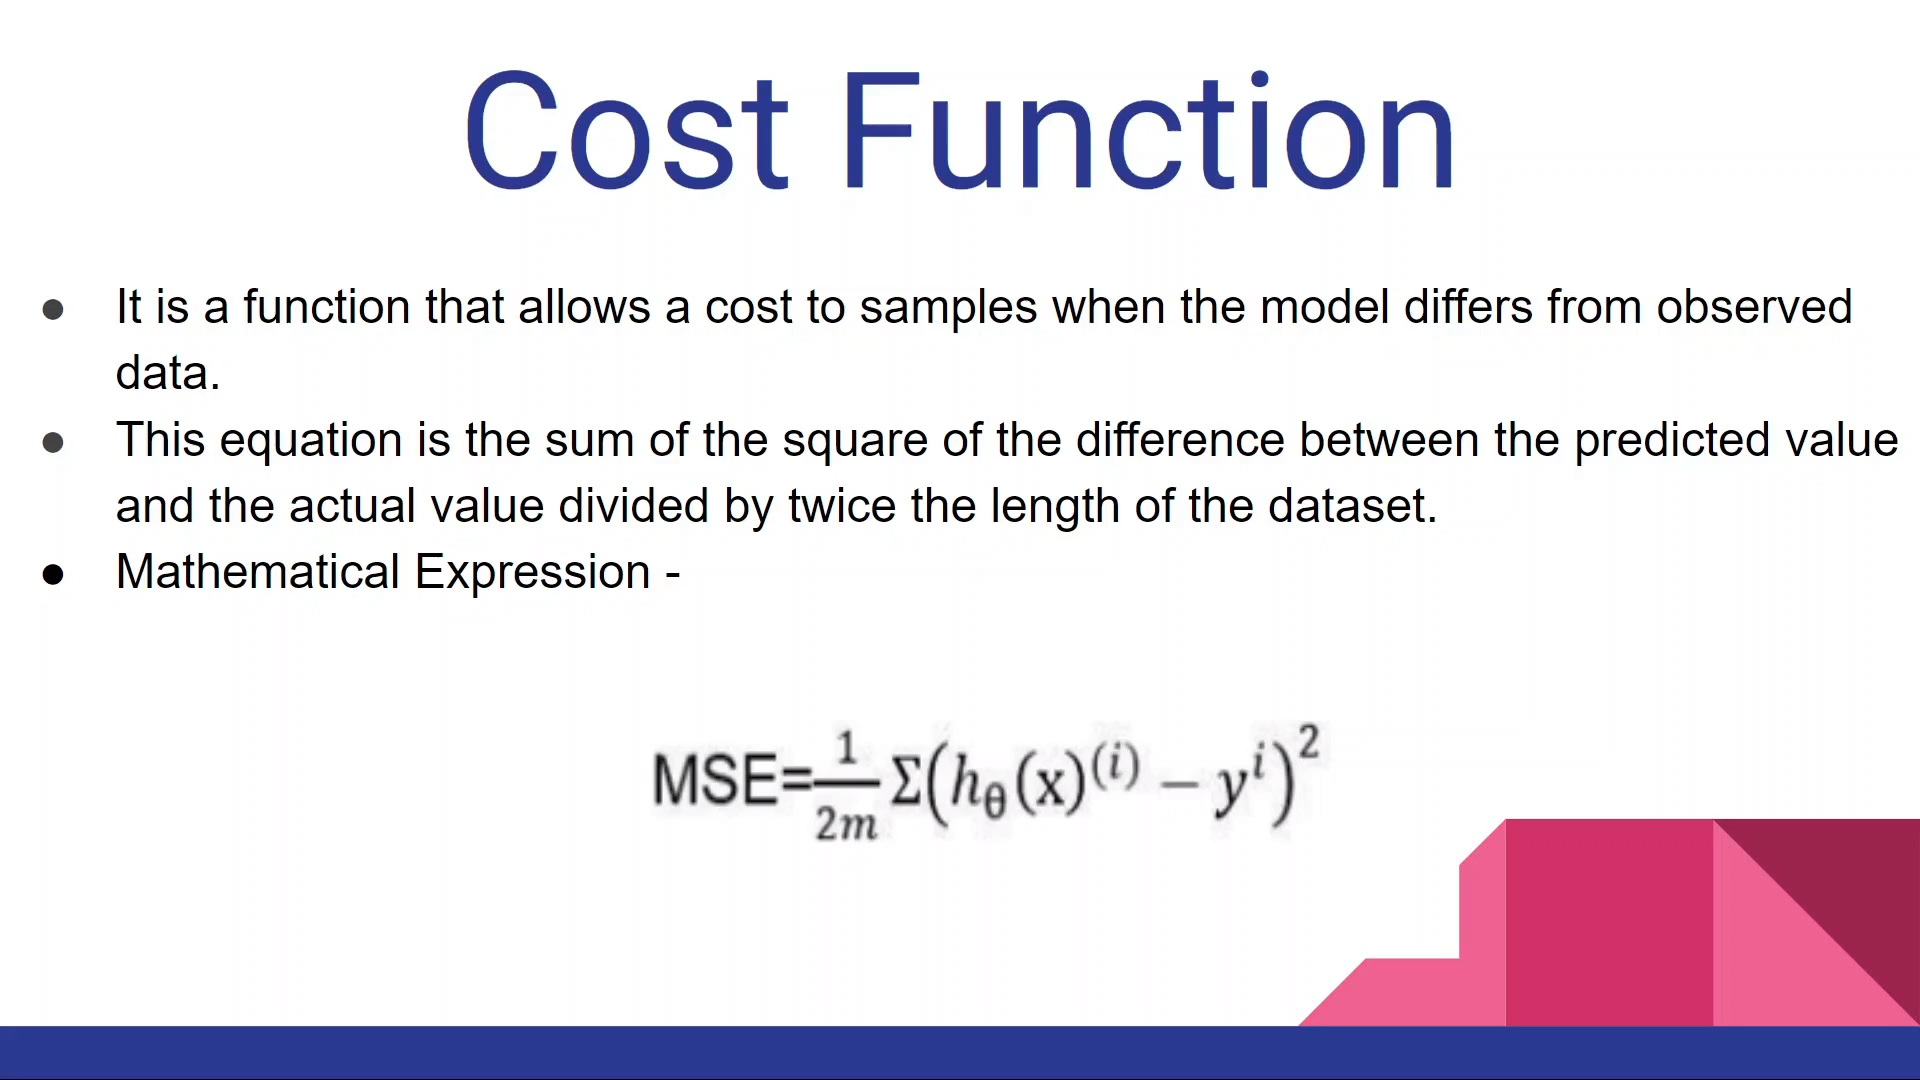 Cost Function
● It is a function that allows a cost to samples when the model differs from observed
data.
● This equation is the sum of the square of the difference between the predicted value
and the actual value divided by twice the length of the dataset.
● Mathematical Expression -
MSE=\frac{1}{2m} Σ(h_θ(x)^{(i)} − y^i)^2